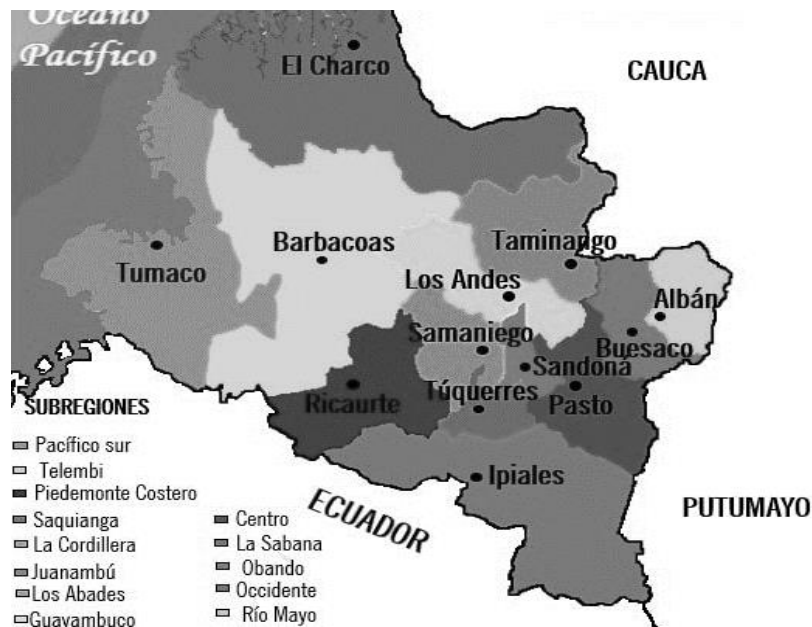 Oceano
Pacífico
El Charco
CAUCA
Taminango
Barbacoas
Tumaco
Los Andes
Albán
Samaniego
Buesaco
Sandoná
Ricaurte
Túquerres
Pasto
Ipiales
ECUADOR
PUTUMAYO
SUBREGIONES
Pacífico sur
Telembi
Piedemonte Costero
Saquianga
La Cordillera
Juanambú
Los Abades
Guayambuco
Centro
La Sabana
Obando
Occidente
Río Mayo